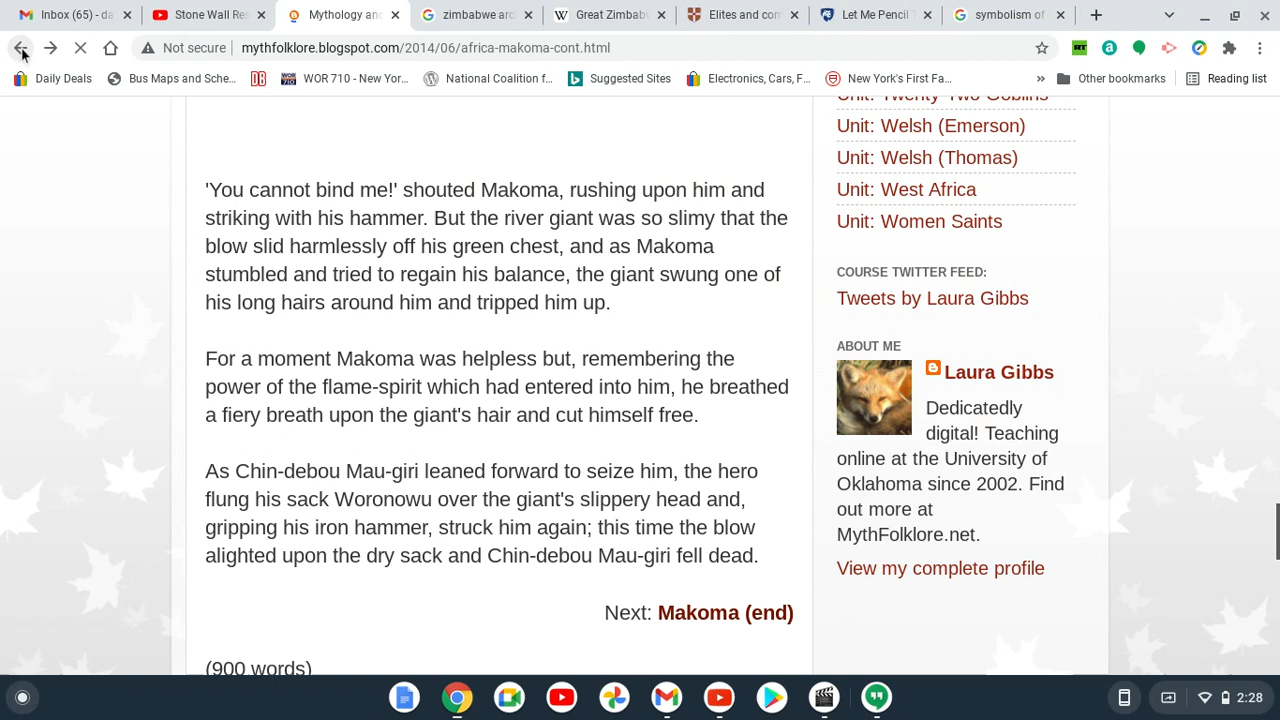 Inbox (65) - da
Stone Wall Res
Mythology and
zimbabwe arch
Great Zimbab
Elites and com
Let Me Pencil
symbolism of
Not secure
mythfolklore.blogspot.com/2014/06/africa-makoma-cont.html
Daily Deals
Bus Maps and Sche...
WOR 710 - New Yor...
National Coalition f...
Suggested Sites
Electronics, Cars, F...
New York's First Fa...
»
Other bookmarks
Reading list
'You cannot bind me!' shouted Makoma, rushing upon him and
striking with his hammer. But the river giant was so slimy that the
blow slid harmlessly off his green chest, and as Makoma
stumbled and tried to regain his balance, the giant swung one of
his long hairs around him and tripped him up.
For a moment Makoma was helpless but, remembering the
power of the flame-spirit which had entered into him, he breathed
a fiery breath upon the giant's hair and cut himself free.
As Chin-debou Mau-giri leaned forward to seize him, the hero
flung his sack Woronowu over the giant's slippery head and,
gripping his iron hammer, struck him again; this time the blow
alighted upon the dry sack and Chin-debou Mau-giri fell dead.
Next: Makoma (end)
(900 words)
Unit: Twenty-Two Goblins
Unit: Welsh (Emerson)
Unit: Welsh (Thomas)
Unit: West Africa
Unit: Women Saints
COURSE TWITTER FEED:
Tweets by Laura Gibbs
ABOUT ME
Laura Gibbs
Dedicatedly
digital! Teaching
online at the University of
Oklahoma since 2002. Find
out more at
MythFolklore.net.
View my complete profile
2:28